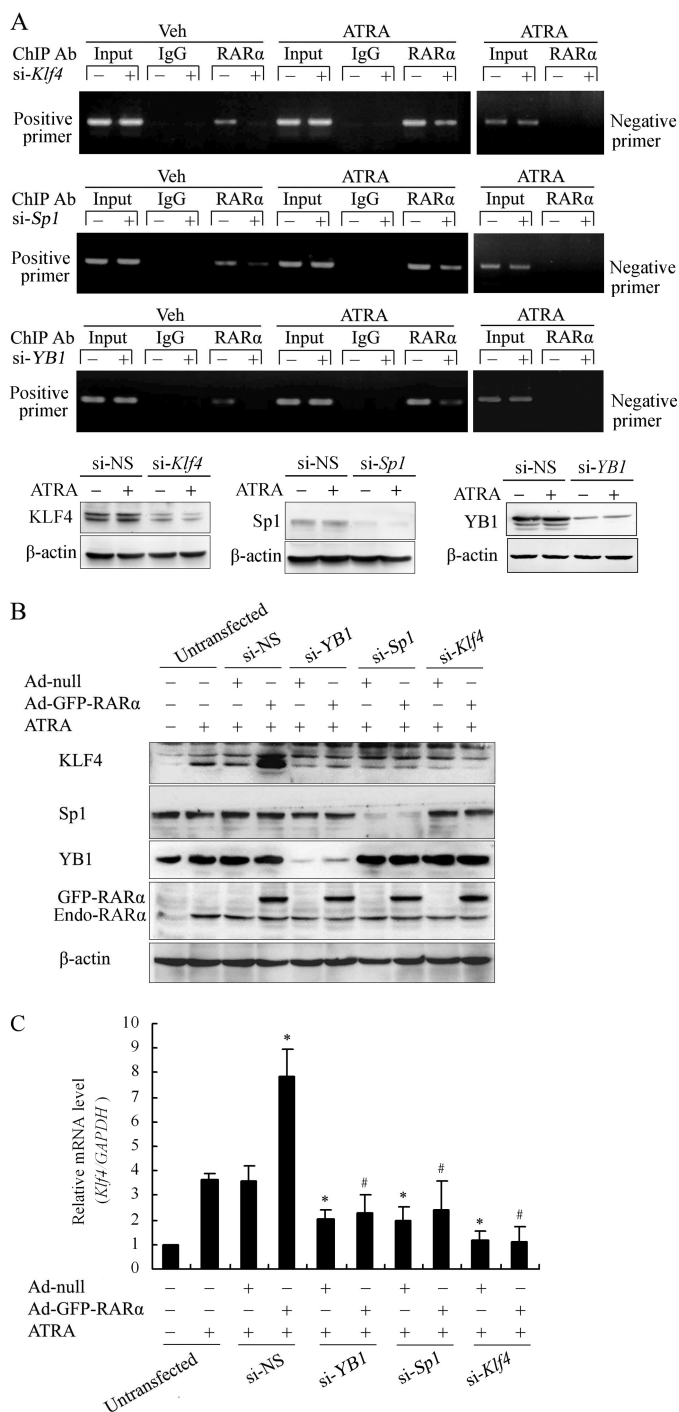 A
Veh ATRA ATRA
ChIP Ab Input IgG RARα Input IgG RARα Input RARα
si-Klf4 − + − + − + − + − + − + − + − +
Positive primer Negative primer
Veh ATRA ATRA
ChIP Ab Input IgG RARα Input IgG RARα Input RARα
si-Sp1 − + − + − + − + − + − + − + − +
Positive primer Negative primer
Veh ATRA ATRA
ChIP Ab Input IgG RARα Input IgG RARα Input RARα
si-YB1 − + − + − + − + − + − + − + − +
Positive primer Negative primer
si-NS si-Klf4 si-NS si-Sp1 si-NS si-YB1
ATRA − + − + ATRA − + − + ATRA − + − +
KLF4 Sp1 YB1
β-actin β-actin β-actin
B
Untransfected si-NS si-YB1 si-Sp1 si-Klf4
Ad-null − − + − + − + − + −
Ad-GFP-RARα − − − + − + − + − +
ATRA − + + + + + + + + +
KLF4
Sp1
YB1
GFP-RARα
Endo-RARα
β-actin
C
Relative mRNA level
(Klf4/GAPDH)
10
9
8
7
6
5
4
3
2
1
0
* * # * # * #
Ad-null − − + − + − + − + −
Ad-GFP-RARα − − − + − + − + − +
ATRA − + + + + + + + + +
Untransfected si-NS si-YB1 si-Sp1 si-Klf4